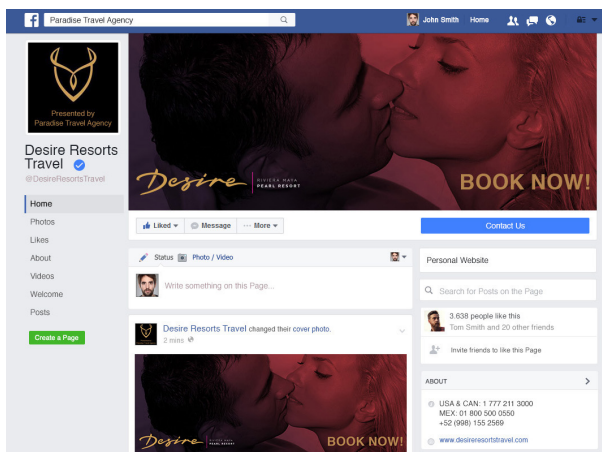 Paradise Travel Agency
John Smith
Home
Presented by
Paradise Travel Agency
Desire Resorts
Travel
@DesireResortsTravel
Home
Photos
Likes
About
Videos
Welcome
Posts
Create a Page
Desire
RIVIERA MAYA
PEARL RESORT
BOOK NOW!
Liked
Message
··· More
Contact Us
Status
Photo / Video
Write something on this Page...
Desire Resorts Travel changed their cover photo.
2 mins
Desire
RIVIERA MAYA
PEARL RESORT
BOOK NOW!
Personal Website
Search for Posts on the Page
3.638 people like this
Tom Smith and 20 other friends
Invite friends to like this Page
ABOUT
USA & CAN: 1 777 211 3000
MEX: 01 800 500 0550
+52 (998) 155 2569
www.desireresortstravel.com